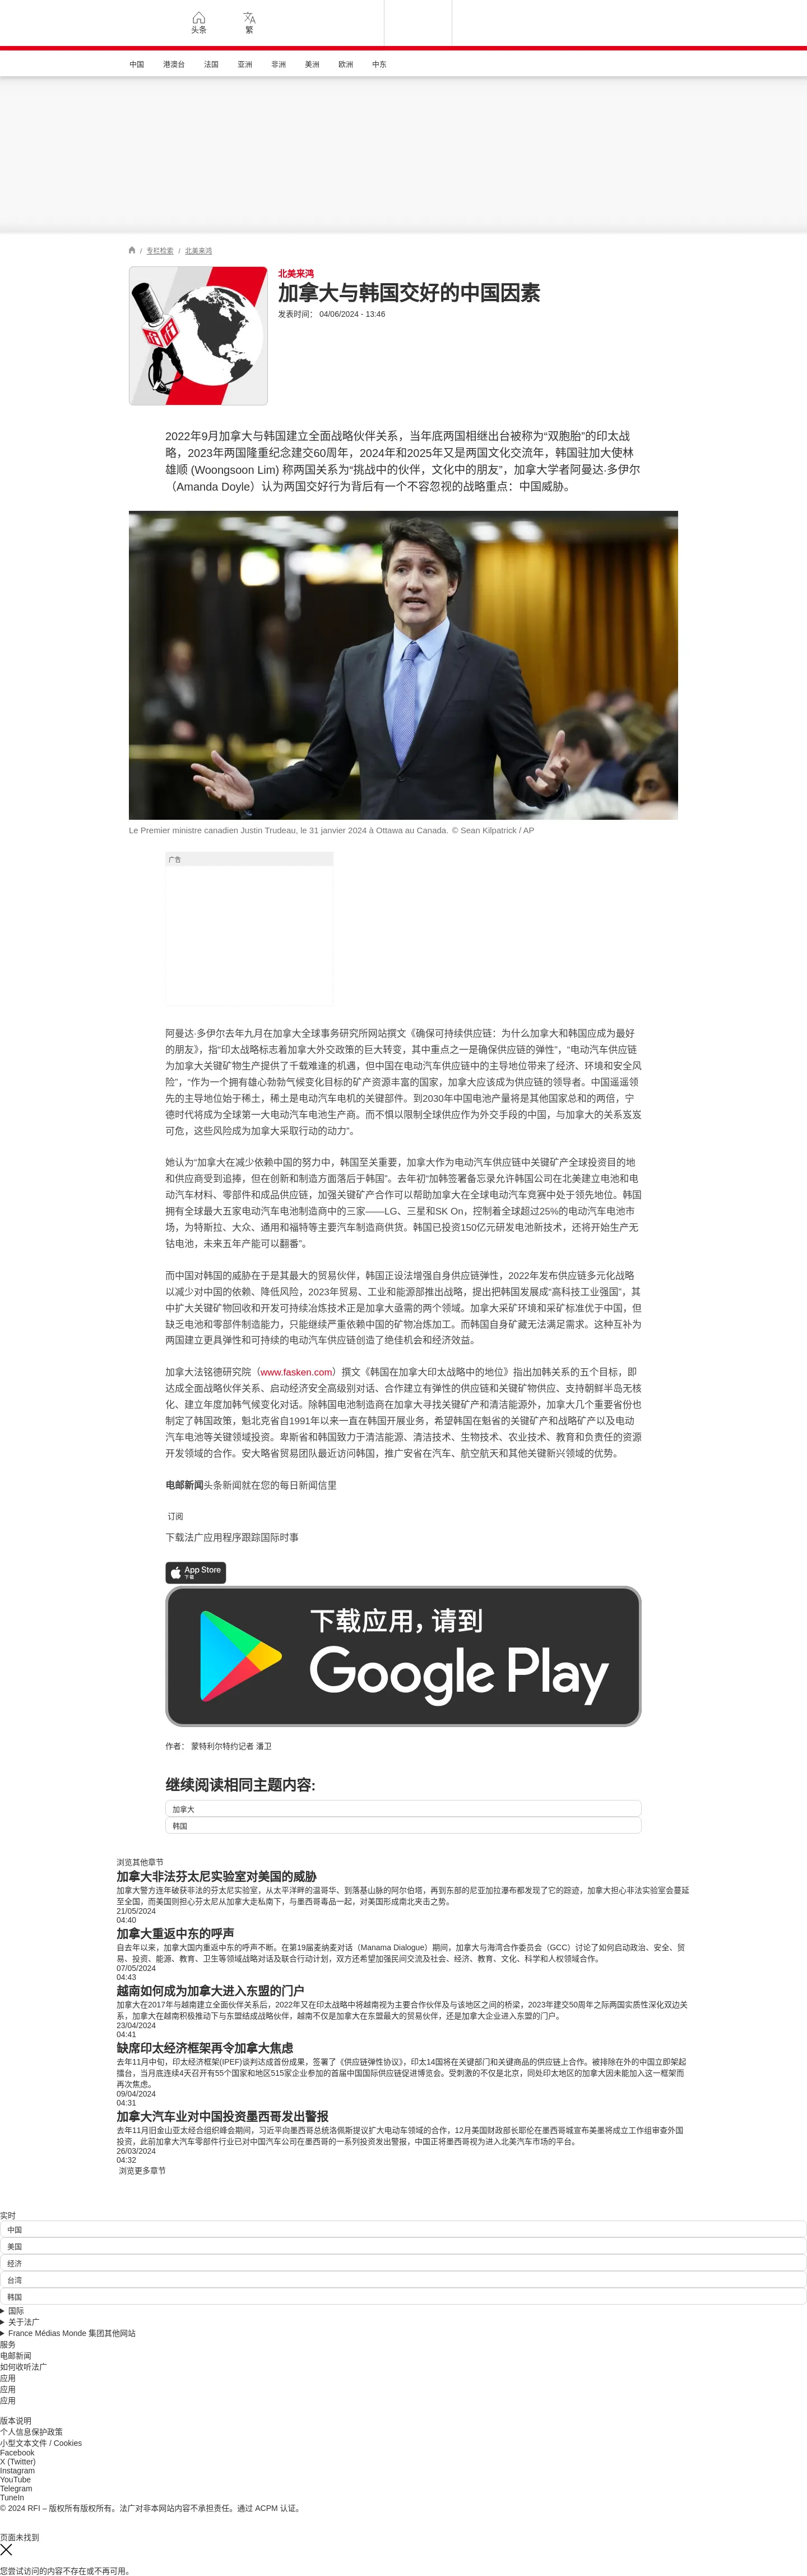 头条
繁
中国 港澳台 法国 亚洲 非洲 美洲 欧洲 中东
/ 专栏检索 / 北美来鸿
rfi
北美来鸿
加拿大与韩国交好的中国因素
发表时间： 04/06/2024 - 13:46
2022年9月加拿大与韩国建立全面战略伙伴关系，当年底两国相继出台被称为“双胞胎”的印太战
略，2023年两国隆重纪念建交60周年，2024年和2025年又是两国文化交流年，韩国驻加大使林
雄顺 (Woongsoon Lim) 称两国关系为“挑战中的伙伴，文化中的朋友”，加拿大学者阿曼达·多伊尔
（Amanda Doyle）认为两国交好行为背后有一个不容忽视的战略重点：中国威胁。
Le Premier ministre canadien Justin Trudeau, le 31 janvier 2024 à Ottawa au Canada. © Sean Kilpatrick / AP
广告
阿曼达·多伊尔去年九月在加拿大全球事务研究所网站撰文《确保可持续供应链：为什么加拿大和韩国应成为最好
的朋友》，指“印太战略标志着加拿大外交政策的巨大转变，其中重点之一是确保供应链的弹性”，“电动汽车供应链
为加拿大关键矿物生产提供了千载难逢的机遇，但中国在电动汽车供应链中的主导地位带来了经济、环境和安全风
险”，“作为一个拥有雄心勃勃气候变化目标的矿产资源丰富的国家，加拿大应该成为供应链的领导者。中国遥遥领
先的主导地位始于稀土，稀土是电动汽车电机的关键部件。到2030年中国电池产量将是其他国家总和的两倍，宁
德时代将成为全球第一大电动汽车电池生产商。而不惧以限制全球供应作为外交手段的中国，与加拿大的关系岌岌
可危，这些风险成为加拿大采取行动的动力”。
她认为“加拿大在减少依赖中国的努力中，韩国至关重要，加拿大作为电动汽车供应链中关键矿产全球投资目的地
和供应商受到追捧，但在创新和制造方面落后于韩国”。去年初“加韩签署备忘录允许韩国公司在北美建立电池和电
动汽车材料、零部件和成品供应链，加强关键矿产合作可以帮助加拿大在全球电动汽车竞赛中处于领先地位。韩国
拥有全球最大五家电动汽车电池制造商中的三家——LG、三星和SK On，控制着全球超过25%的电动汽车电池市
场，为特斯拉、大众、通用和福特等主要汽车制造商供货。韩国已投资150亿元研发电池新技术，还将开始生产无
钴电池，未来五年产能可以翻番”。
而中国对韩国的威胁在于是其最大的贸易伙伴，韩国正设法增强自身供应链弹性，2022年发布供应链多元化战略
以减少对中国的依赖、降低风险，2023年贸易、工业和能源部推出战略，提出把韩国发展成“高科技工业强国”，其
中扩大关键矿物回收和开发可持续冶炼技术正是加拿大亟需的两个领域。加拿大采矿环境和采矿标准优于中国，但
缺乏电池和零部件制造能力，只能继续严重依赖中国的矿物冶炼加工。而韩国自身矿藏无法满足需求。这种互补为
两国建立更具弹性和可持续的电动汽车供应链创造了绝佳机会和经济效益。
加拿大法铭德研究院（www.fasken.com）撰文《韩国在加拿大印太战略中的地位》指出加韩关系的五个目标，即
达成全面战略伙伴关系、启动经济安全高级别对话、合作建立有弹性的供应链和关键矿物供应、支持朝鲜半岛无核
化、建立年度加韩气候变化对话。除韩国电池制造商在加拿大寻找关键矿产和清洁能源外，加拿大几个重要省份也
制定了韩国政策，魁北克省自1991年以来一直在韩国开展业务，希望韩国在魁省的关键矿产和战略矿产以及电动
汽车电池等关键领域投资。卑斯省和韩国致力于清洁能源、清洁技术、生物技术、农业技术、教育和负责任的资源
开发领域的合作。安大略省贸易团队最近访问韩国，推广安省在汽车、航空航天和其他关键新兴领域的优势。
电邮新闻头条新闻就在您的每日新闻信里
订阅
下载法广应用程序跟踪国际时事
App Store
下载
下载应用，请到
Google Play
作者： 蒙特利尔特约记者 潘卫
继续阅读相同主题内容:
加拿大
韩国
浏览其他章节
加拿大非法芬太尼实验室对美国的威胁
加拿大警方连年破获非法的芬太尼实验室，从太平洋畔的温哥华、到落基山脉的阿尔伯塔，再到东部的尼亚加拉瀑布都发现了它的踪迹，加拿大担心非法实验室会蔓延
至全国，而美国则担心芬太尼从加拿大走私南下，与墨西哥毒品一起，对美国形成南北夹击之势。
21/05/2024
04:40
加拿大重返中东的呼声
自去年以来，加拿大国内重返中东的呼声不断。在第19届麦纳麦对话（Manama Dialogue）期间，加拿大与海湾合作委员会（GCC）讨论了如何启动政治、安全、贸
易、投资、能源、教育、卫生等领域战略对话及联合行动计划，双方还希望加强民间交流及社会、经济、教育、文化、科学和人权领域合作。
07/05/2024
04:43
越南如何成为加拿大进入东盟的门户
加拿大在2017年与越南建立全面伙伴关系后，2022年又在印太战略中将越南视为主要合作伙伴及与该地区之间的桥梁，2023年建交50周年之际两国实质性深化双边关
系，加拿大在越南积极推动下与东盟结成战略伙伴，越南不仅是加拿大在东盟最大的贸易伙伴，还是加拿大企业进入东盟的门户。
23/04/2024
04:41
缺席印太经济框架再令加拿大焦虑
去年11月中旬，印太经济框架(IPEF)谈判达成首份成果，签署了《供应链弹性协议》，印太14国将在关键部门和关键商品的供应链上合作。被排除在外的中国立即架起
擂台，当月底连续4天召开有55个国家和地区515家企业参加的首届中国国际供应链促进博览会。受刺激的不仅是北京，同处印太地区的加拿大因未能加入这一框架而
再次焦虑。
09/04/2024
04:31
加拿大汽车业对中国投资墨西哥发出警报
去年11月旧金山亚太经合组织峰会期间，习近平向墨西哥总统洛佩斯提议扩大电动车领域的合作，12月美国财政部长耶伦在墨西哥城宣布美墨将成立工作组审查外国
投资，此前加拿大汽车零部件行业已对中国汽车公司在墨西哥的一系列投资发出警报，中国正将墨西哥视为进入北美汽车市场的平台。
26/03/2024
04:32
浏览更多章节
实时
中国
美国
经济
台湾
韩国
国际
关于法广
France Médias Monde 集团其他网站
服务
电邮新闻
如何收听法广
应用
应用
应用
版本说明
个人信息保护政策
小型文本文件 / Cookies
Facebook
X (Twitter)
Instagram
YouTube
Telegram
TuneIn
© 2024 RFI – 版权所有版权所有。法广对非本网站内容不承担责任。通过 ACPM 认证。
页面未找到
您尝试访问的内容不存在或不再可用。